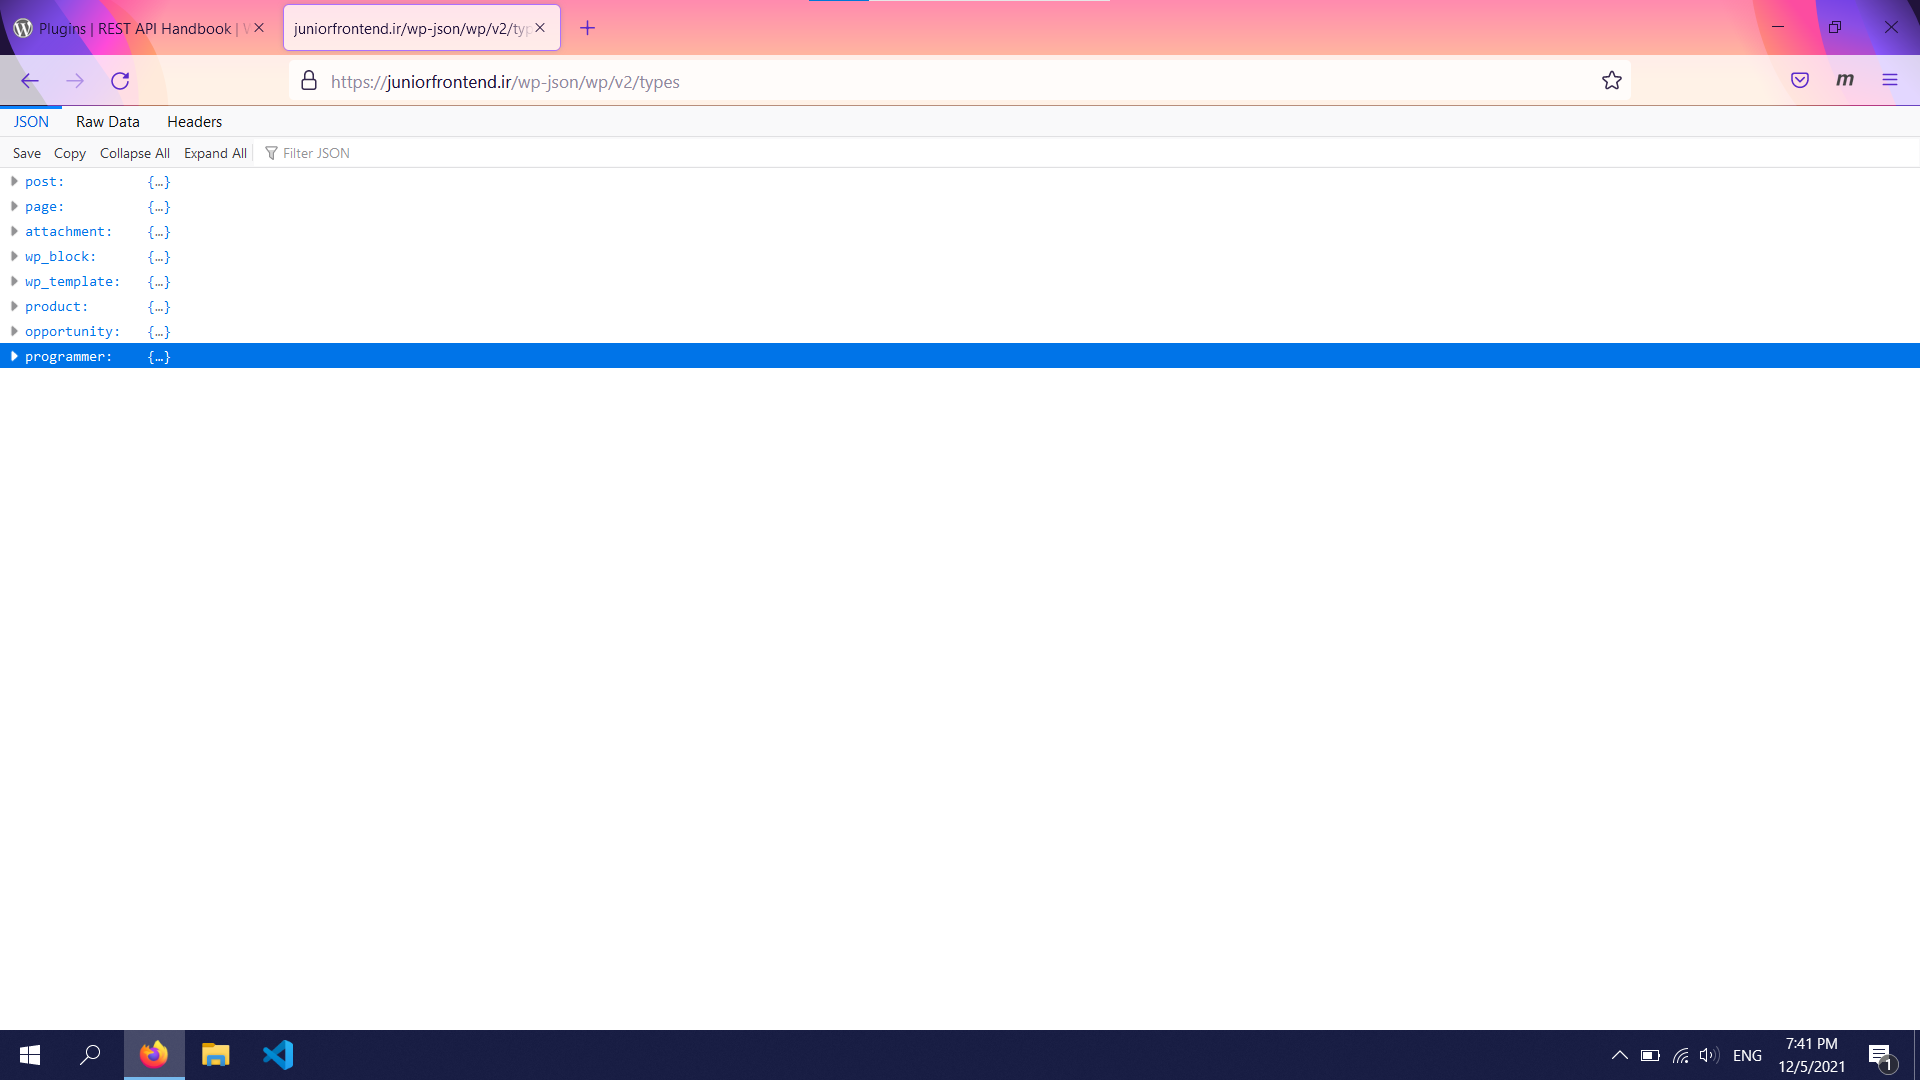 Plugins | REST API Handbook |
juniorfrontend.ir/wp-json/wp/v2/typ
https://juniorfrontend.ir/wp-json/wp/v2/types
m
JSON Raw Data Headers
Save Copy Collapse All Expand All Filter JSON
post: {…}
page: {…}
attachment: {…}
wp_block: {…}
wp_template: {…}
product: {…}
opportunity: {…}
programmer: {…}
ENG
7:41 PM
12/5/2021
1